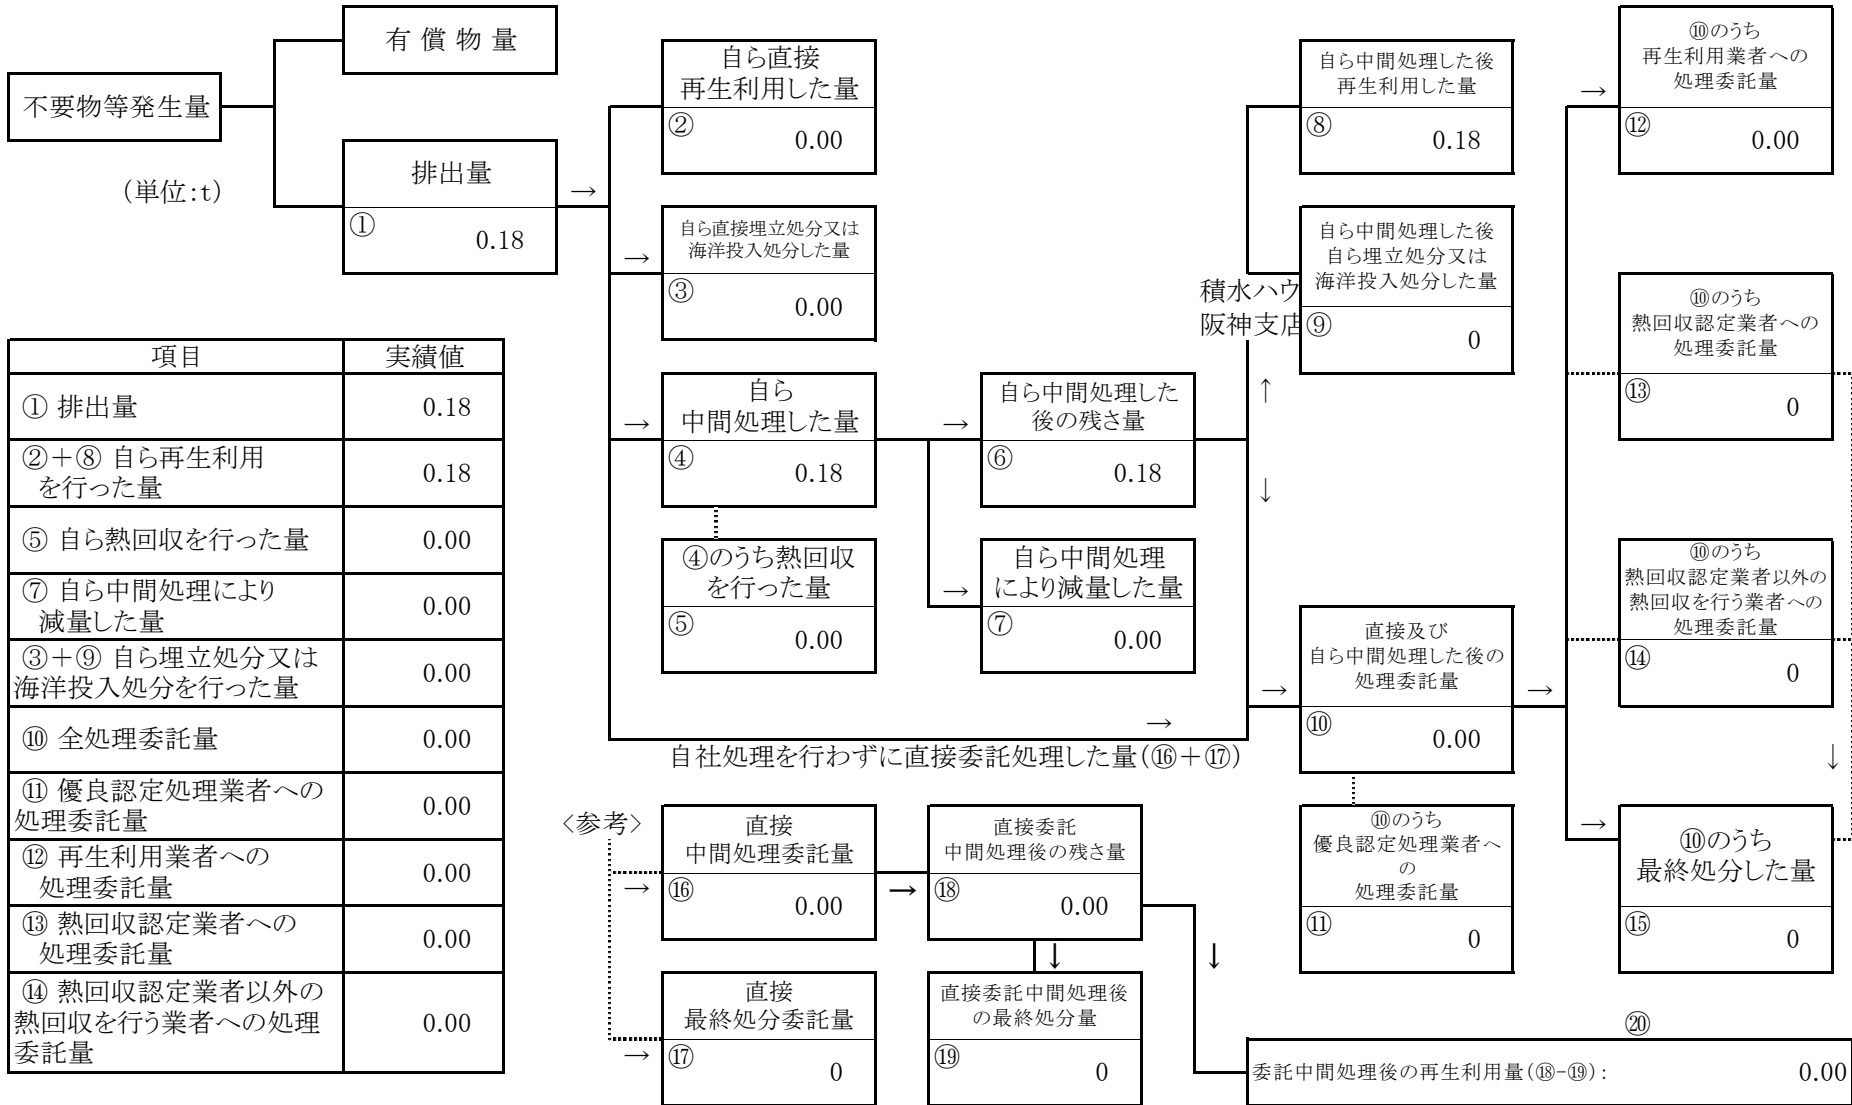 有 償 物 量
不要物等発生量
(単位：t)
排出量
①
0.18
→
自ら直接
再生利用した量
②
0.00
→
自ら直接埋立処分又は
海洋投入処分した量
③
0.00
→
自ら
中間処理した量
④
0.18
④のうち熱回収
を行った量
⑤
0.00
→
自ら中間処理した
後の残さ量
⑥
0.18
→
自ら中間処理
により減量した量
⑦
0.00
→
自社処理を行わずに直接委託処理した量(⑯＋⑰)
積水ハウ
阪神支店
↑
↓
自ら中間処理した後
再生利用した量
⑧
0.18
自ら中間処理した後
自ら埋立処分又は
海洋投入処分した量
⑨
0
→
直接及び
自ら中間処理した後の
処理委託量
⑩
0.00
⑩のうち
優良認定処理業者へ
の
処理委託量
⑪
0
→
→
⑩のうち
再生利用業者への
処理委託量
⑫
0.00
⑩のうち
熱回収認定業者への
処理委託量
⑬
0
⑩のうち
熱回収認定業者以外の
熱回収を行う業者への
処理委託量
⑭
0
↓
→
⑩のうち
最終処分した量
⑮
0
項目 実績値
① 排出量 0.18
②＋⑧ 自ら再生利用
を行った量 0.18
⑤ 自ら熱回収を行った量 0.00
⑦ 自ら中間処理により
減量した量 0.00
③＋⑨ 自ら埋立処分又は
海洋投入処分を行った量 0.00
⑩ 全処理委託量 0.00
⑪ 優良認定処理業者への
処理委託量 0.00
⑫ 再生利用業者への
処理委託量 0.00
⑬ 熱回収認定業者への
処理委託量 0.00
⑭ 熱回収認定業者以外の
熱回収を行う業者への処理
委託量 0.00
〈参考〉
→
直接
中間処理委託量
⑯
0.00
→
直接委託
中間処理後の残さ量
⑱
0.00
↓
↓
→
直接
最終処分委託量
⑰
0
直接委託中間処理後
の最終処分量
⑲
0
⑳
委託中間処理後の再生利用量(⑱-⑲)： 0.00